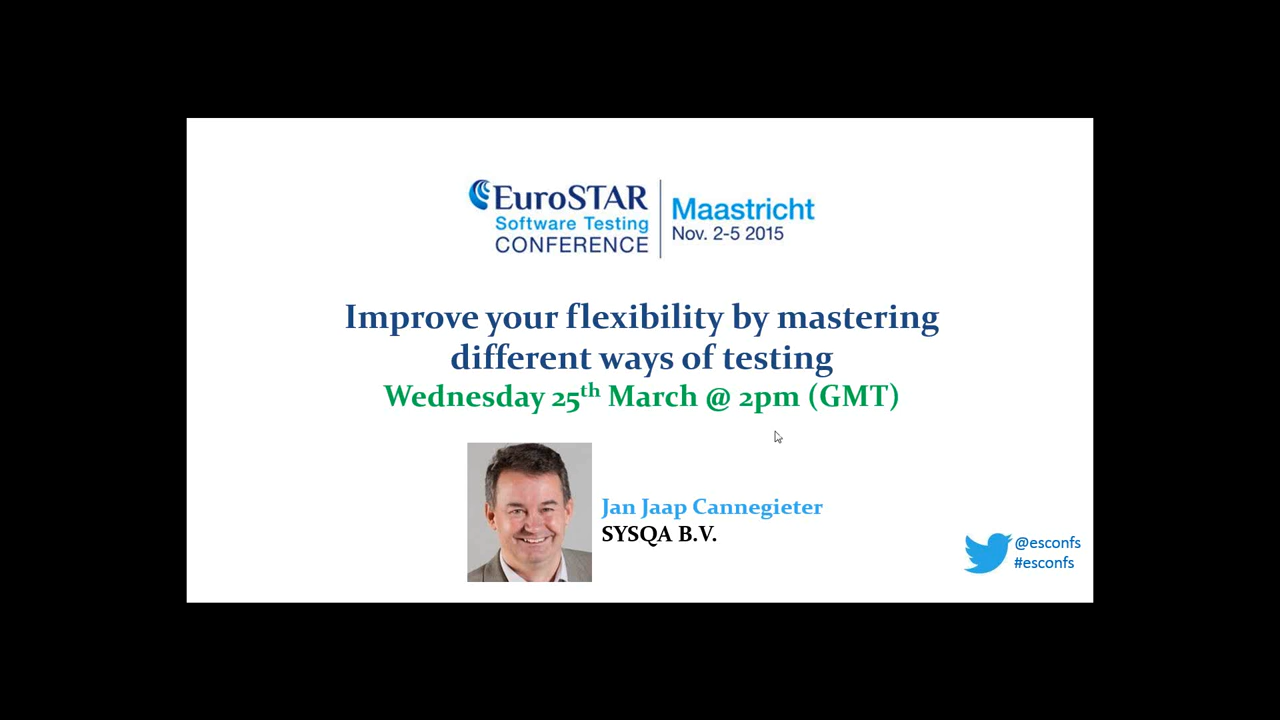 EuroSTAR
Software Testing
CONFERENCE
Maastricht
Nov. 2-5 2015
Improve your flexibility by mastering
different ways of testing
Wednesday 25th March @ 2pm (GMT)
Jan Jaap Cannegieter
SYSQA B.V.
@esconfs
#esconfs